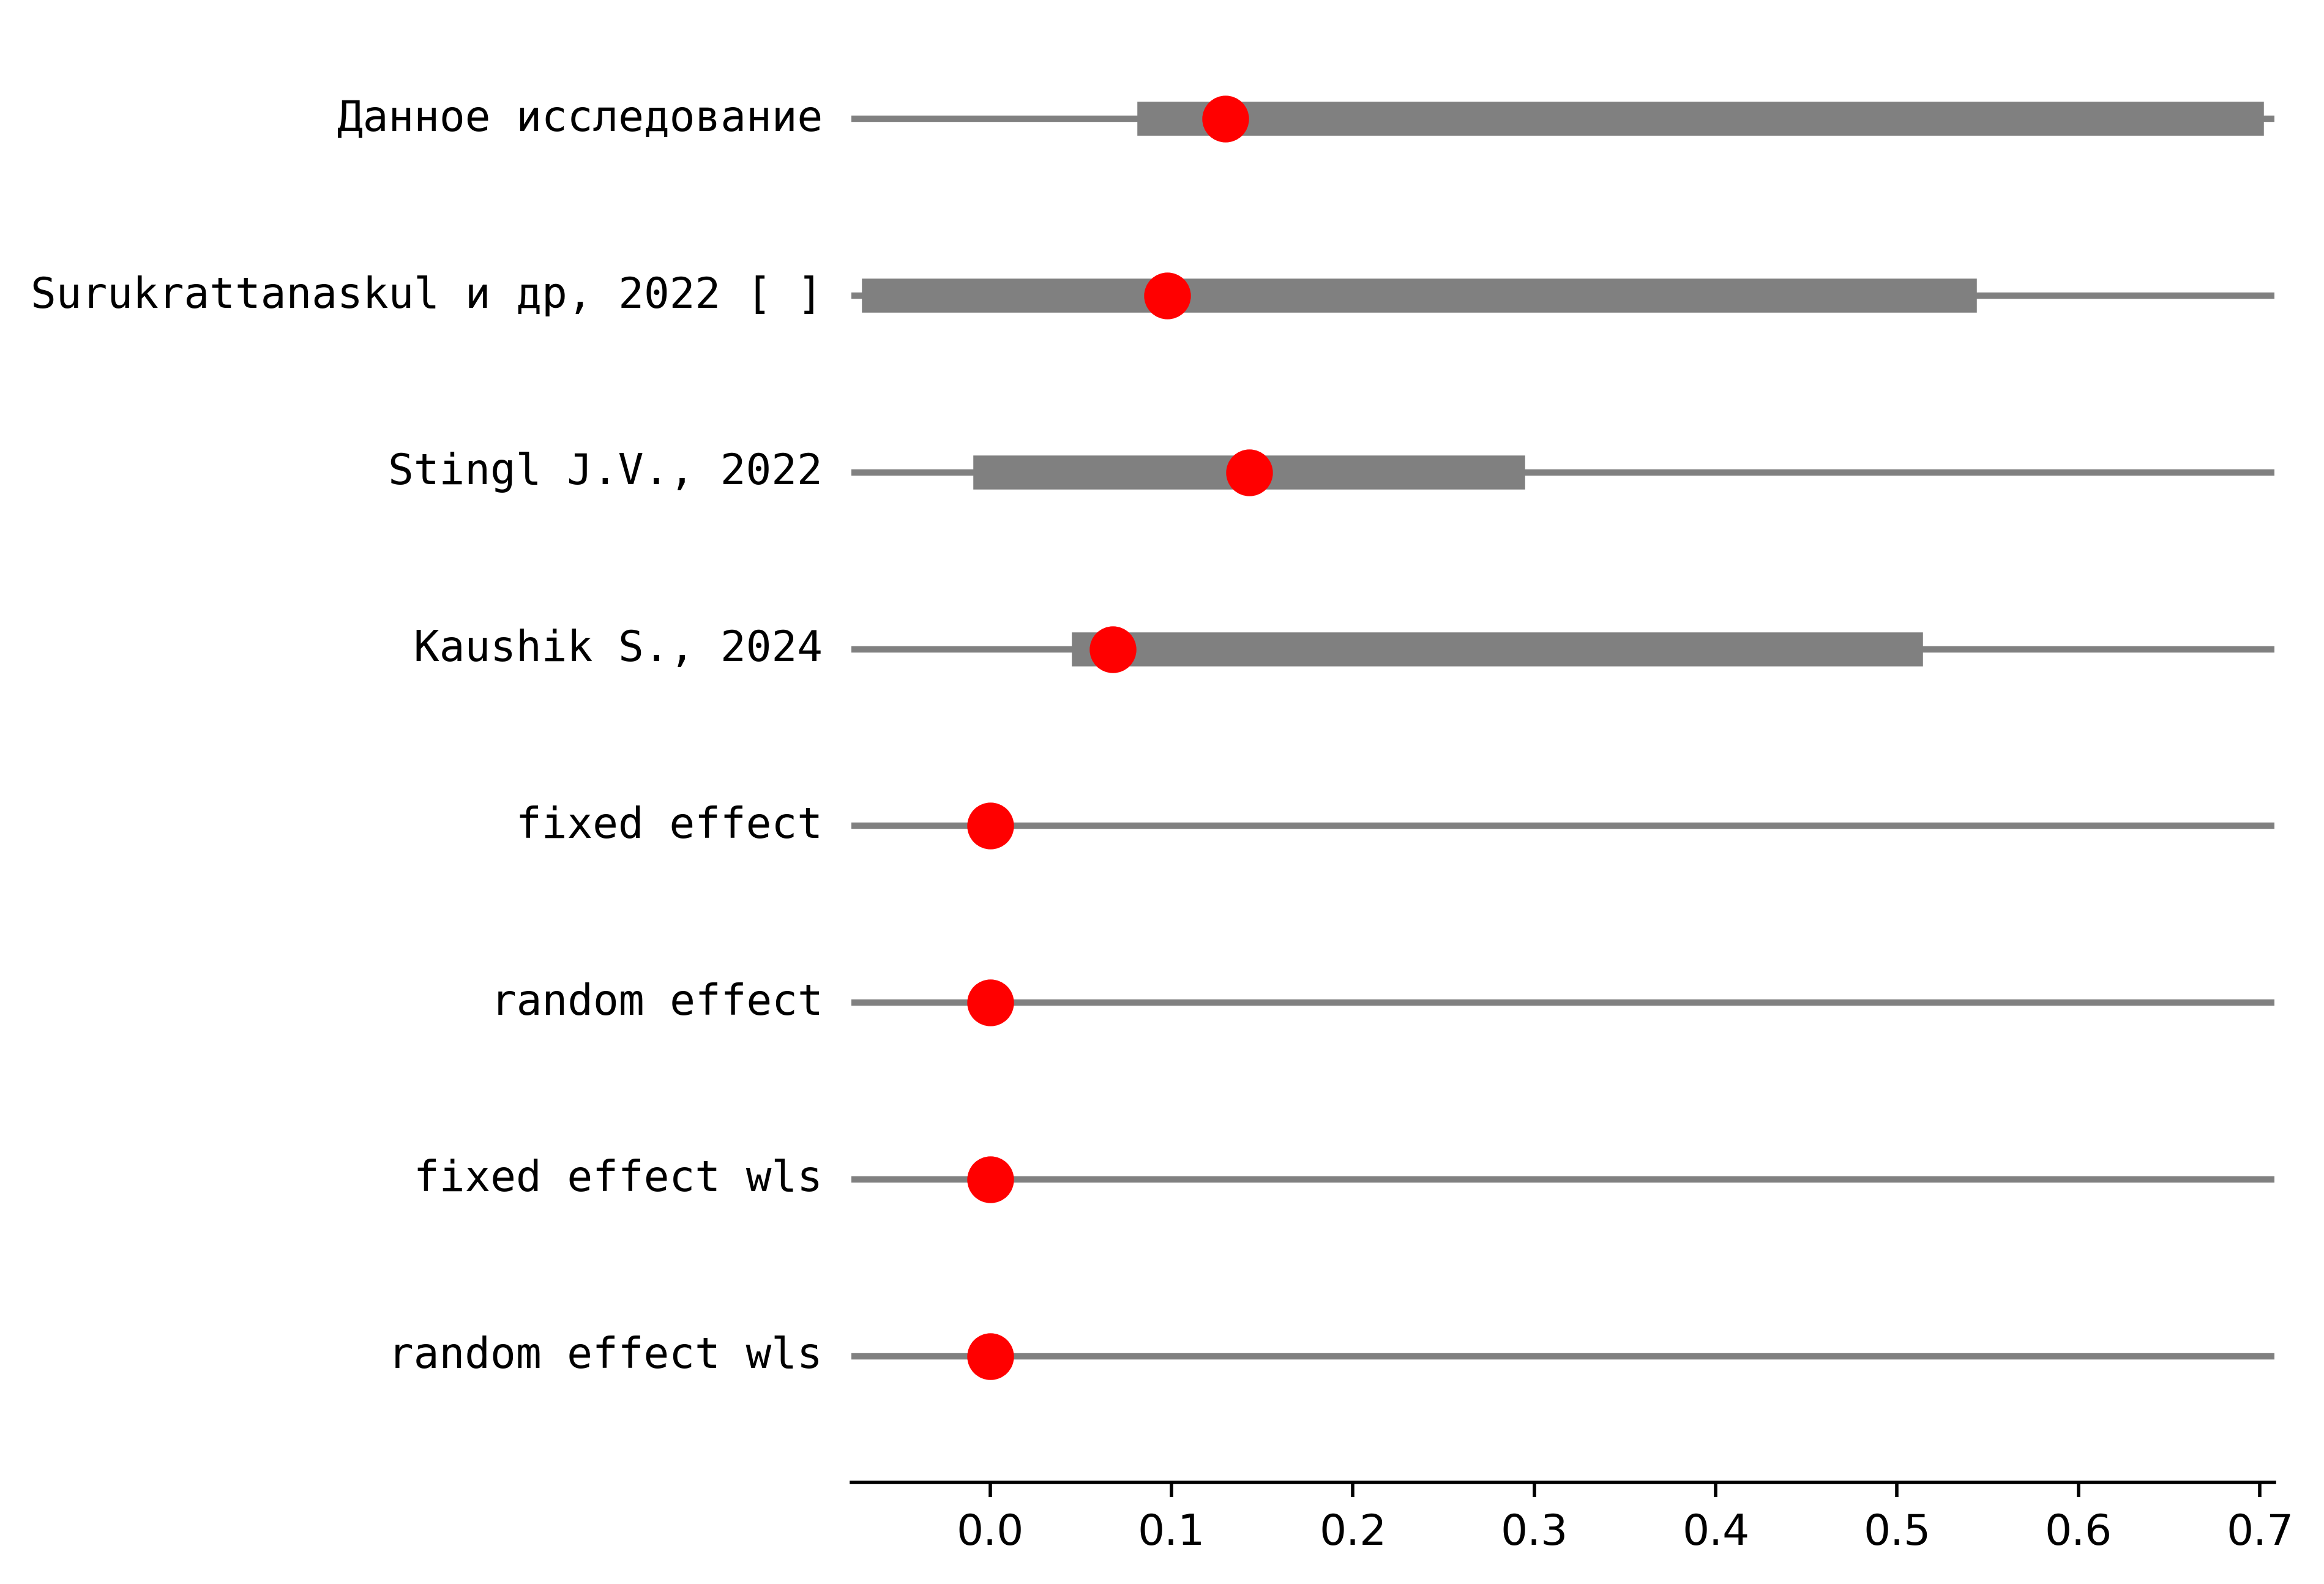 Данное исследование
Surukrattanaskul и др, 2022 [ ]
Stingl J.V., 2022
Kaushik S., 2024
fixed effect
random effect
fixed effect wls
random effect wls
0.0 0.1 0.2 0.3 0.4 0.5 0.6 0.7